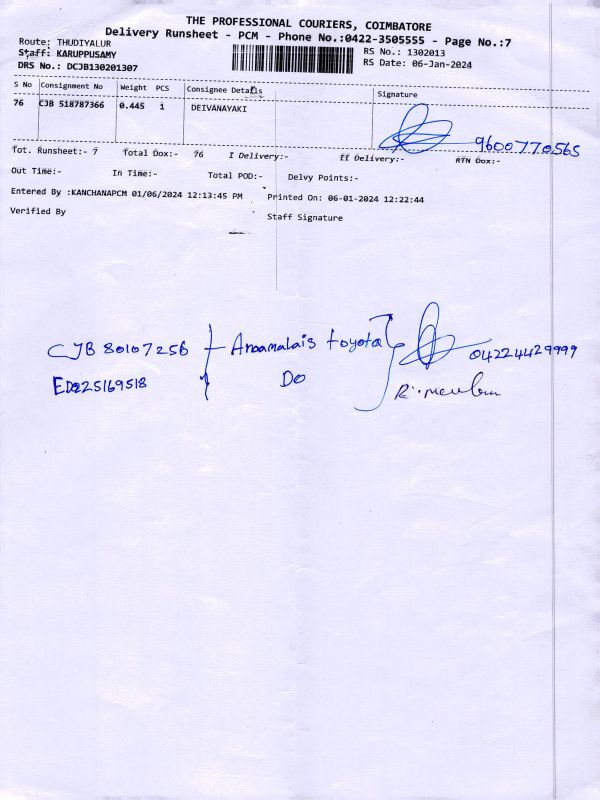 THE PROFESSIONAL COURIERS, COIMBATORE
Delivery Runsheet - PCM - Phone No.:0422-3505555 - Page No.:7
Route: THUDIYALUR
Staff: KARUPPUSAMY
DRS No.: DCJB130201307
RS No.: 1302013
RS Date: 06-Jan-2024
S No Consignment No Weight PCS Consignee Details Signature
76 CJB 518787366 0.445 1 DEIVANAYAKI
9600770565
Tot. Runsheet:- 7 Total Dox:- 76 I Delivery:- II Delivery:- RTN Dox:-
Out Time:- In Time:- Total POD:- Delvy Points:-
Entered By :KANCHANAPCM 01/06/2024 12:13:45 PM Printed On: 06-01-2024 12:22:44
Verified By Staff Signature
CJB 80107256 Anaamalais toyota 04224429999
ED225169518 Do